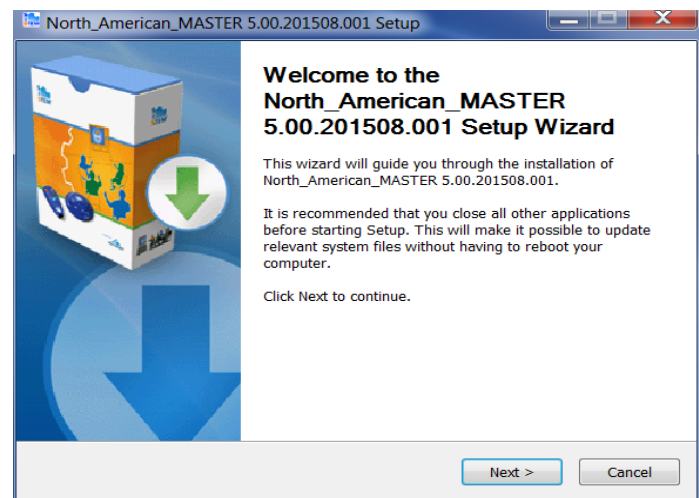 North_American_MASTER 5.00.201508.001 Setup
Welcome to the
North_American_MASTER
5.00.201508.001 Setup Wizard
This wizard will guide you through the installation of
North_American_MASTER 5.00.201508.001.
It is recommended that you close all other applications
before starting Setup. This will make it possible to update
relevant system files without having to reboot your
computer.
Click Next to continue.
Next >
Cancel